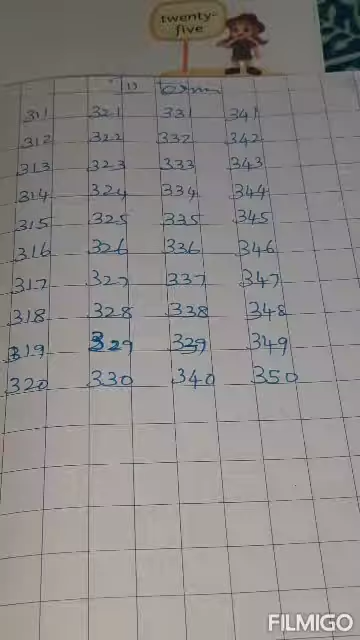 twenty-
five
311 321 331 341
312 322 332 342
313 323 333 343
314 324 334 344
315 325 335 345
316 326 336 346
317 327 337 347
318 328 338 348
319 329 329 349
320 330 340 350
FILMIGO